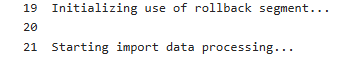 19 Initializing use of rollback segment...
20
21 Starting import data processing...